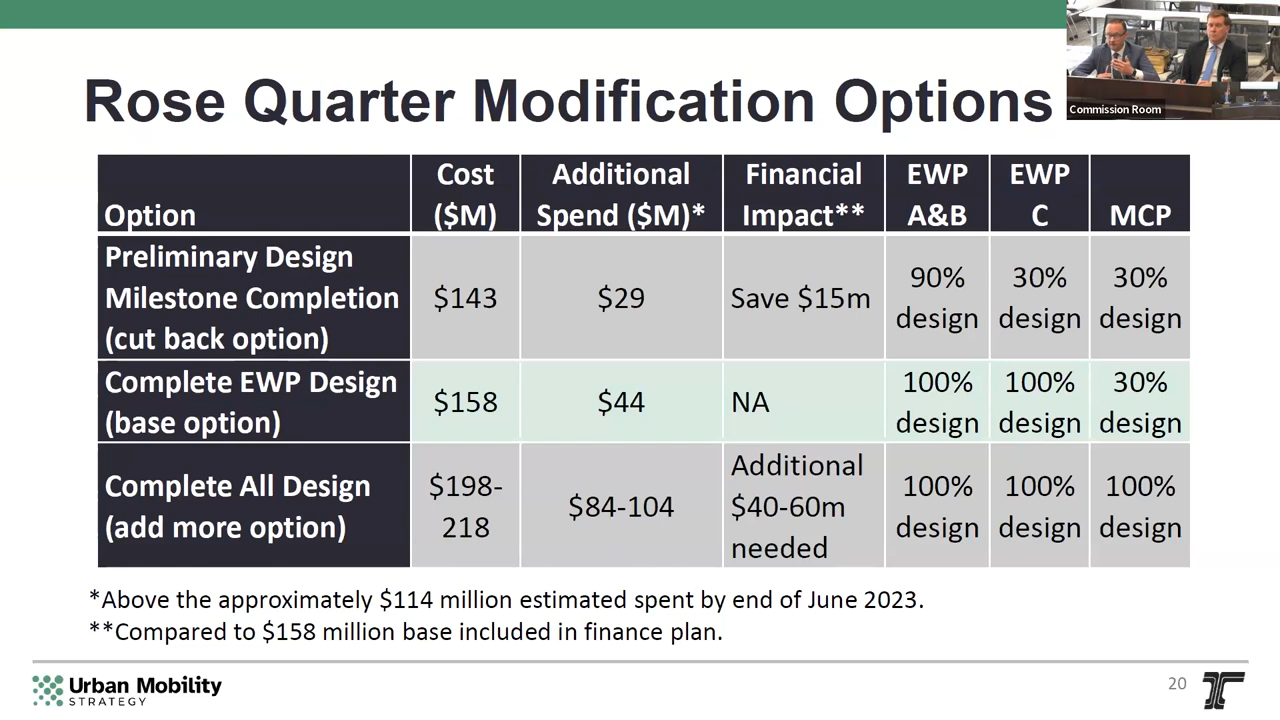 Rose Quarter Modification Options
Commission Room
Option
Cost
($M)
Additional
Spend ($M)*
Financial
Impact**
EWP
A&B
EWP
C
MCP
Preliminary Design
Milestone Completion
(cut back option)
$143
$29
Save $15m
90%
design
30%
design
30%
design
Complete EWP Design
(base option)
$158
$44
NA
100%
design
100%
design
30%
design
Complete All Design
(add more option)
$198-
218
$84-104
Additional
$40-60m
needed
100%
design
100%
design
100%
design
*Above the approximately $114 million estimated spent by end of June 2023.
**Compared to $158 million base included in finance plan.
Urban Mobility
STRATEGY
20